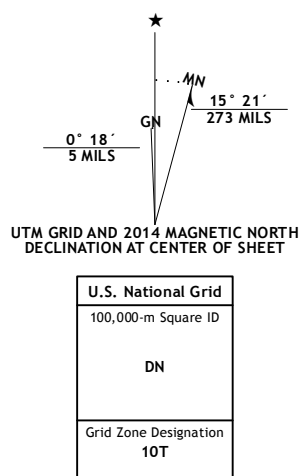 ★
MN
GN
15° 21´
273 MILS
0° 18´
5 MILS
UTM GRID AND 2014 MAGNETIC NORTH
DECLINATION AT CENTER OF SHEET
U.S. National Grid
100,000-m Square ID
DN
Grid Zone Designation
10T